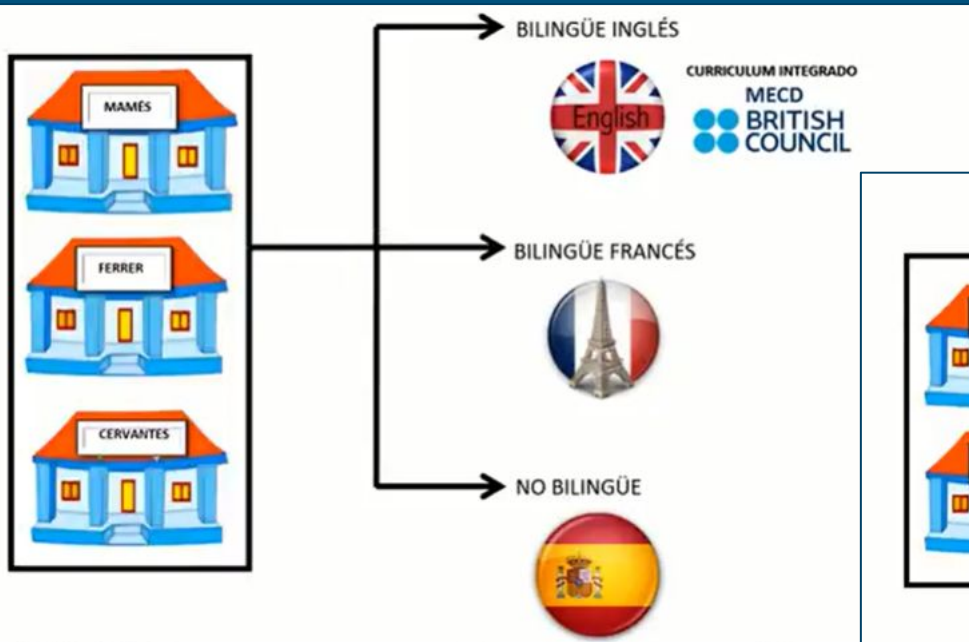 MAMÉS
FERRER
CERVANTES
BILINGÜE INGLÉS
English
CURRICULUM INTEGRADO
MECD
BRITISH
COUNCIL
BILINGÜE FRANCÉS
NO BILINGÜE